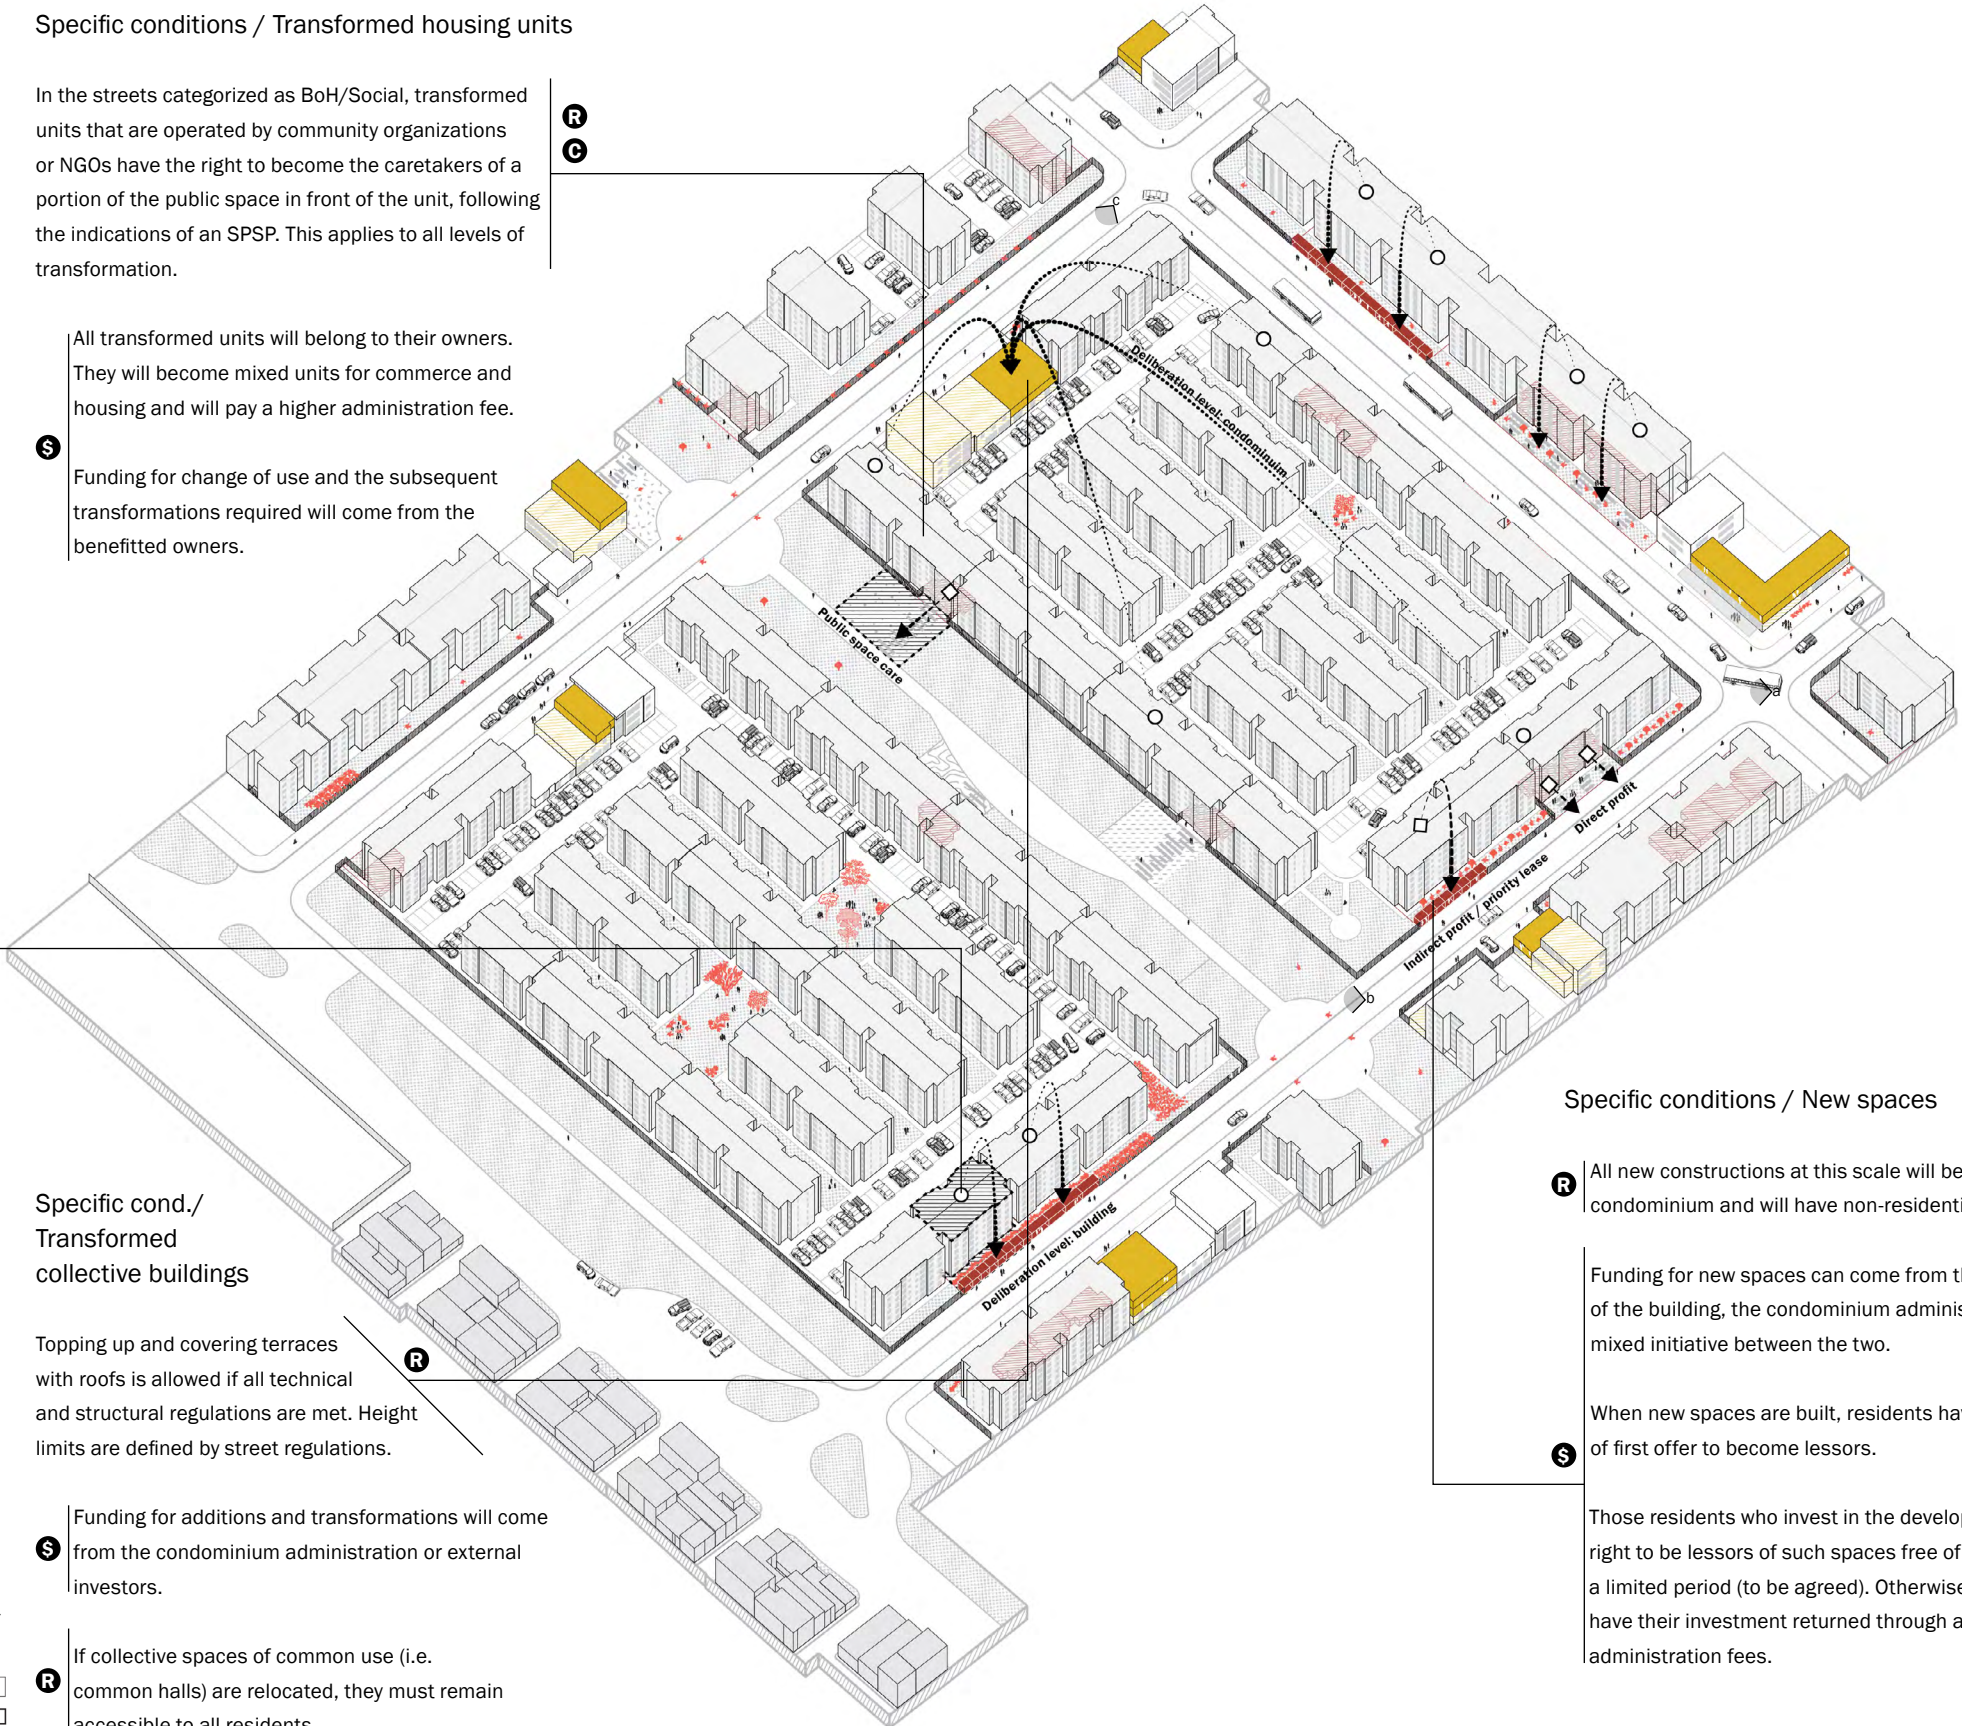 Specific conditions / Transformed housing units
In the streets categorized as BoH/Social, transformed
units that are operated by community organizations
or NGOs have the right to become the caretakers of a
portion of the public space in front of the unit, following
the indications of an SPSP. This applies to all levels of
transformation.
R
C
All transformed units will belong to their owners.
They will become mixed units for commerce and
housing and will pay a higher administration fee.
$
Funding for change of use and the subsequent
transformations required will come from the
benefitted owners.
c
Deliberation level: condominuim
Public space care
a
Direct profit
Indirect profit / priority lease
b
Deliberation level: building
Specific cond./
Transformed
collective buildings
Topping up and covering terraces
with roofs is allowed if all technical
and structural regulations are met. Height
limits are defined by street regulations.
R
$
Funding for additions and transformations will come
from the condominium administration or external
investors.
R
If collective spaces of common use (i.e.
common halls) are relocated, they must remain
accessible to all residents
Specific conditions / New spaces
R
All new constructions at this scale will be
condominium and will have non-residenti
Funding for new spaces can come from t
of the building, the condominium adminis
mixed initiative between the two.
When new spaces are built, residents ha
$
of first offer to become lessors.
Those residents who invest in the develo
right to be lessors of such spaces free of
a limited period (to be agreed). Otherwise
have their investment returned through a
administration fees.